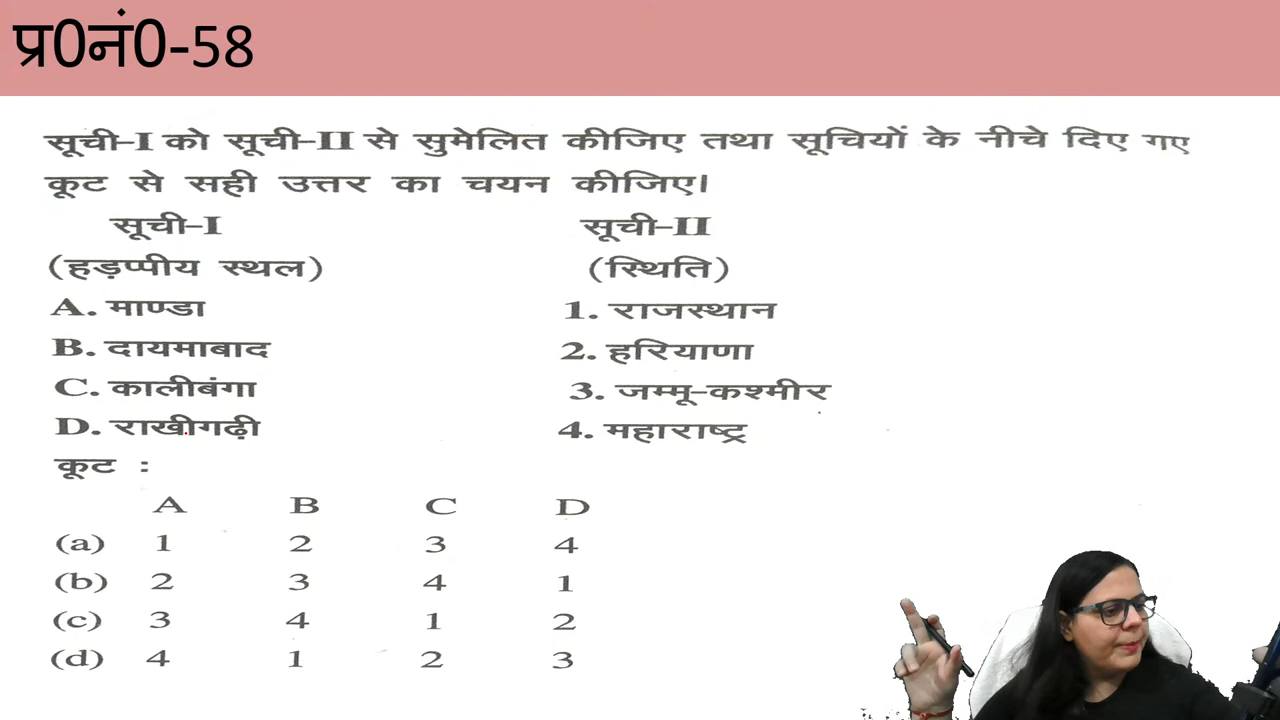 प्र0नं0-58
सूची-I को सूची-II से सुमेलित कीजिए तथा सूचियों के नीचे दिए गए
कूट से सही उत्तर का चयन कीजिए।
सूची-I सूची-II
(हड़प्पीय स्थल) (स्थिति)
A. माण्डा 1. राजस्थान
B. दायमाबाद 2. हरियाणा
C. कालीबंगा 3. जम्मू-कश्मीर
D. राखीगढ़ी 4. महाराष्ट्र
कूट :
A B C D
(a) 1 2 3 4
(b) 2 3 4 1
(c) 3 4 1 2
(d) 4 1 2 3